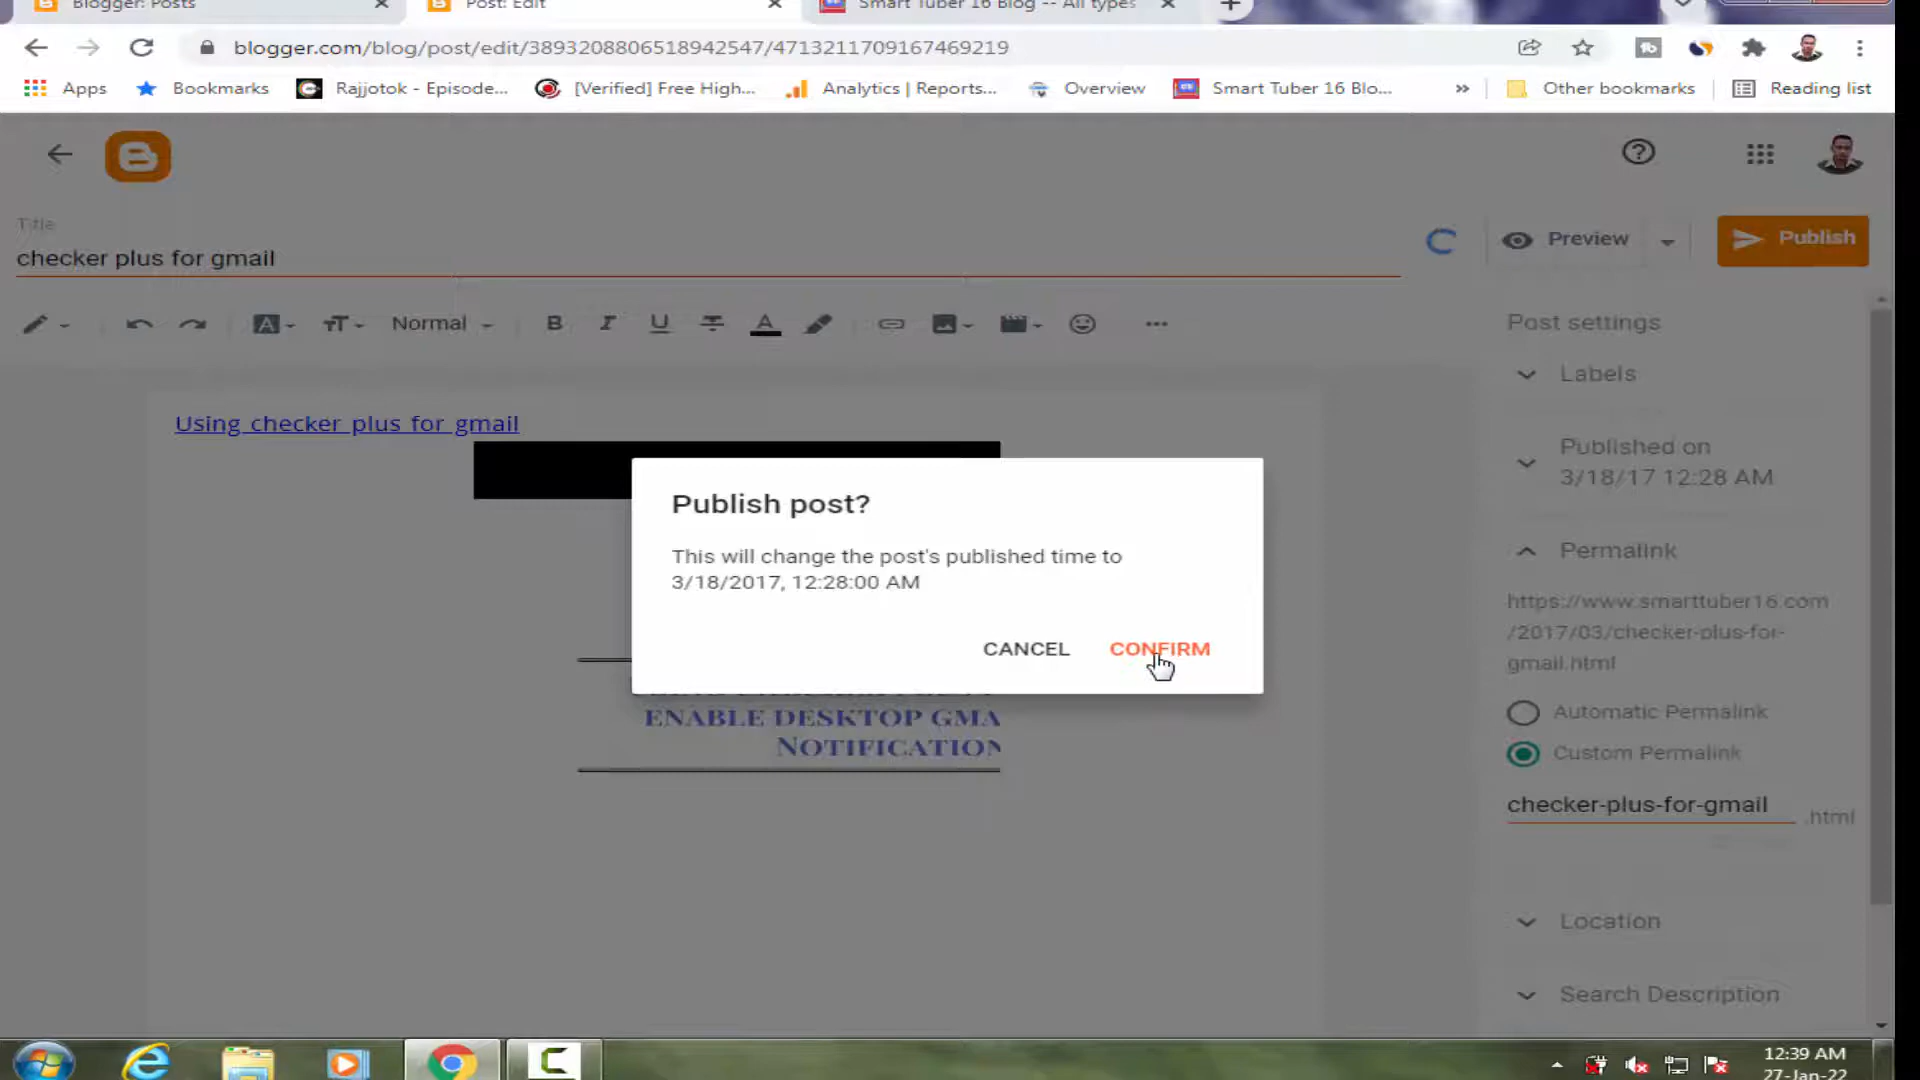 Blogger: Posts
Post: Edit
Smart Tuber 16 Blog -- All types
blogger.com/blog/post/edit/3893208806518942547/4713211709167469219
Apps
Bookmarks
Rajjotok - Episode...
[Verified] Free High...
Analytics | Reports...
Overview
Smart Tuber 16 Blo...
»
Other bookmarks
Reading list
Title
checker plus for gmail
Preview
Publish
Normal
Post settings
Labels
Using checker plus for gmail
Published on
3/18/17 12:28 AM
Publish post?
This will change the post's published time to
3/18/2017, 12:28:00 AM
CANCEL
CONFIRM
Permalink
https://www.smarttuber16.com
/2017/03/checker-plus-for-
gmail.html
ENABLE DESKTOP GMA
NOTIFICATION
Automatic Permalink
Custom Permalink
checker-plus-for-gmail
.html
Location
Search Description
12:39 AM
27-Jan-22